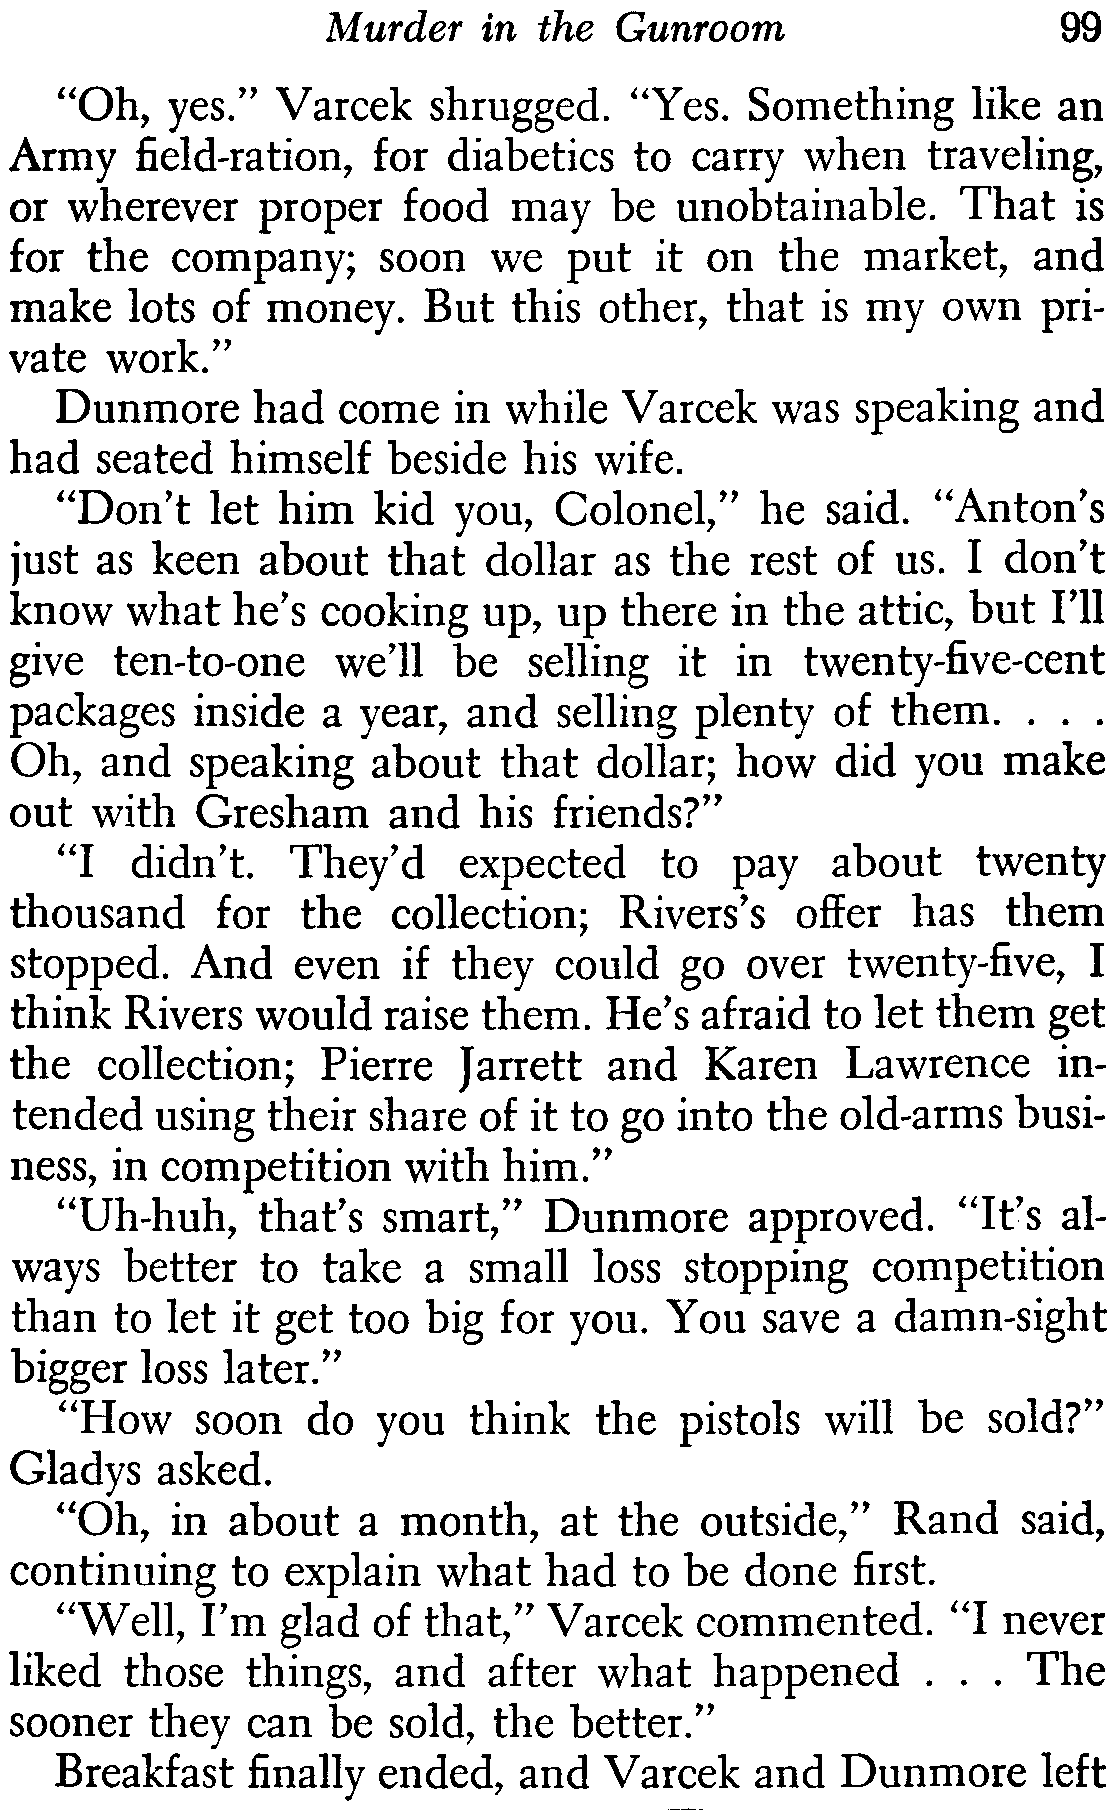 Murder in the Gunroom 99
"Oh, yes." Varcek shrugged. "Yes. Something like an
Army field-ration, for diabetics to carry when traveling,
or wherever proper food may be unobtainable. That is
for the company; soon we put it on the market, and
make lots of money. But this other, that is my own pri-
vate work."
Dunmore had come in while Varcek was speaking and
had seated himself beside his wife.
"Don't let him kid you, Colonel," he said. "Anton's
just as keen about that dollar as the rest of us. I don't
know what he's cooking up, up there in the attic, but I'll
give ten-to-one we'll be selling it in twenty-five-cent
packages inside a year, and selling plenty of them. . . .
Oh, and speaking about that dollar; how did you make
out with Gresham and his friends?"
"I didn't. They'd expected to pay about twenty
thousand for the collection; Rivers's offer has them
stopped. And even if they could go over twenty-five, I
think Rivers would raise them. He's afraid to let them get
the collection; Pierre Jarrett and Karen Lawrence in-
tended using their share of it to go into the old-arms busi-
ness, in competition with him."
"Uh-huh, that's smart," Dunmore approved. "It's al-
ways better to take a small loss stopping competition
than to let it get too big for you. You save a damn-sight
bigger loss later."
"How soon do you think the pistols will be sold?"
Gladys asked.
"Oh, in about a month, at the outside," Rand said,
continuing to explain what had to be done first.
"Well, I'm glad of that," Varcek commented. "I never
liked those things, and after what happened . . . The
sooner they can be sold, the better."
Breakfast finally ended, and Varcek and Dunmore left